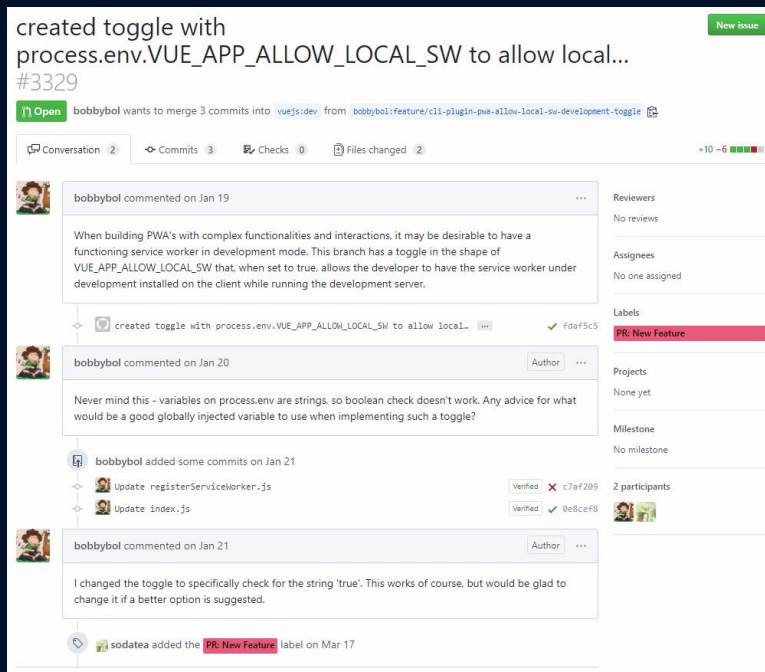 created toggle with
process.env.VUE_APP_ALLOW_LOCAL_SW to allow local...
#3329
New issue
Open bobbybol wants to merge 3 commits into vuejs:dev from bobbybol:feature/cli-plugin-pwa-allow-local-sw-development-toggle
Conversation 2 Commits 3 Checks 0 Files changed 2 +10 −6
bobbybol commented on Jan 19 ...
When building PWA's with complex functionalities and interactions, it may be desirable to have a
functioning service worker in development mode. This branch has a toggle in the shape of
VUE_APP_ALLOW_LOCAL_SW that, when set to true, allows the developer to have the service worker under
development installed on the client while running the development server.
created toggle with process.env.VUE_APP_ALLOW_LOCAL_SW to allow local… ... fdaf5c5
bobbybol commented on Jan 20 Author ...
Never mind this - variables on process.env are strings, so boolean check doesn't work. Any advice for what
would be a good globally injected variable to use when implementing such a toggle?
bobbybol added some commits on Jan 21
Update registerServiceWorker.js Verified c7af209
Update index.js Verified 0e8cef8
bobbybol commented on Jan 21 Author ...
I changed the toggle to specifically check for the string 'true'. This works of course, but would be glad to
change it if a better option is suggested.
sodatea added the PR: New Feature label on Mar 17
Reviewers
No reviews
Assignees
No one assigned
Labels
PR: New Feature
Projects
None yet
Milestone
No milestone
2 participants